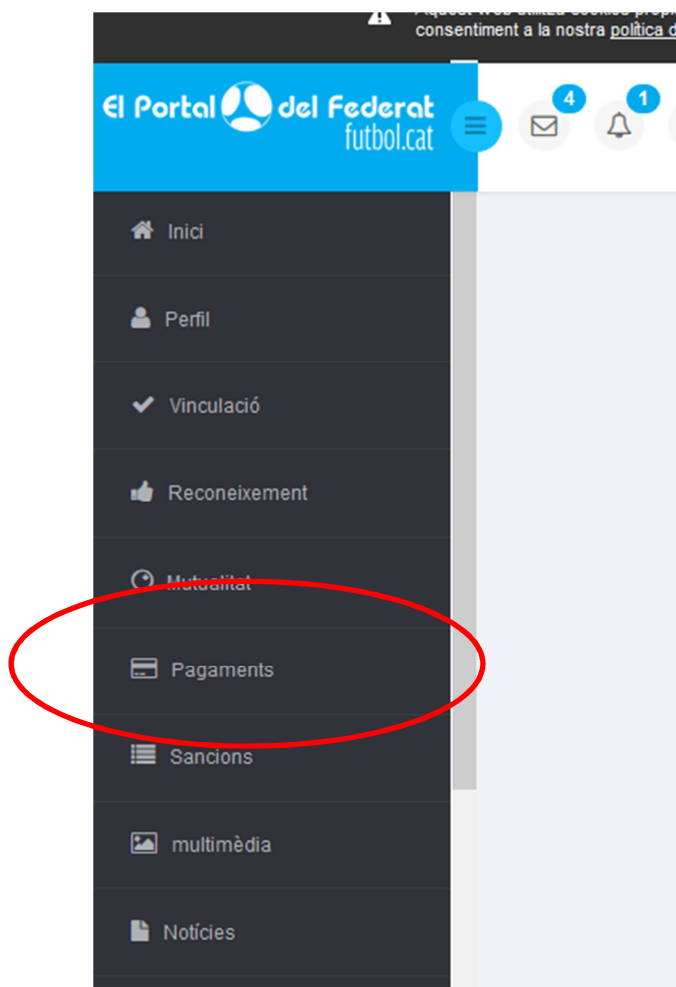 consentiment a la nostra política d
El Portal del Federat
futbol.cat
4
1
Inici
Perfil
Vinculació
Reconeixement
Mutualitat
Pagaments
Sancions
multimèdia
Notícies